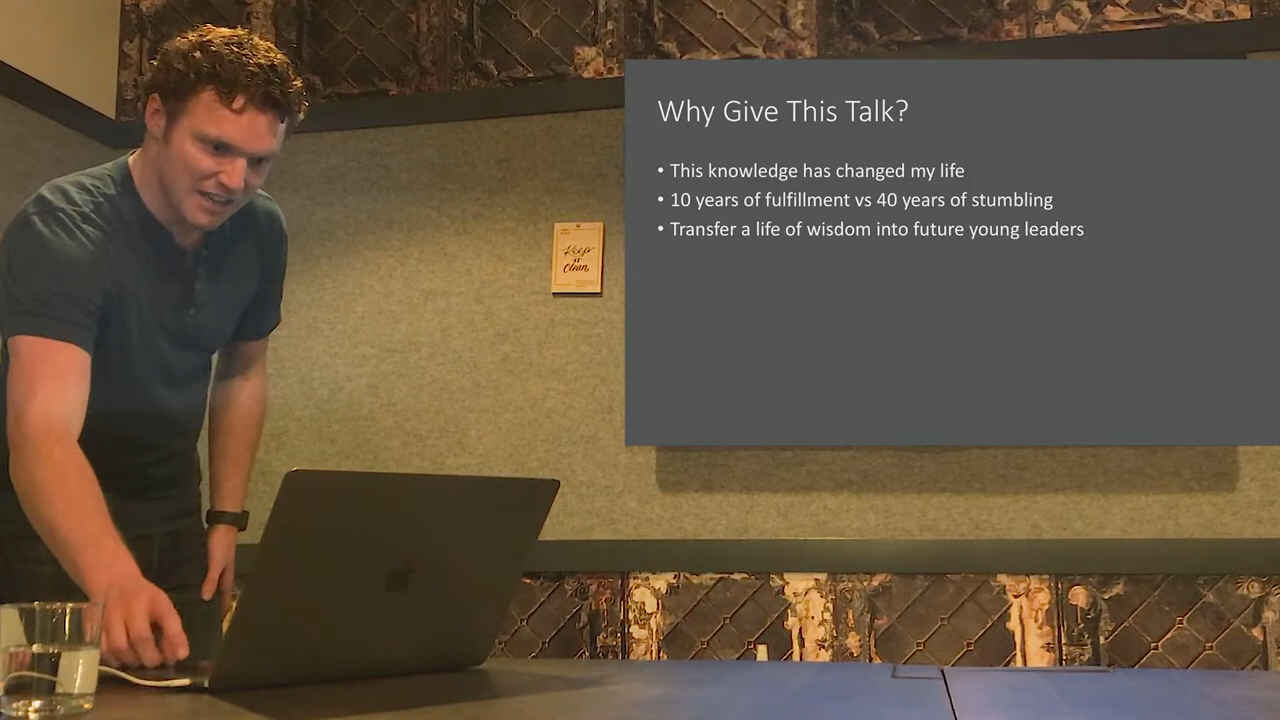 Why Give This Talk?
• This knowledge has changed my life
• 10 years of fulfillment vs 40 years of stumbling
• Transfer a life of wisdom into future young leaders
Keep
it
Clean